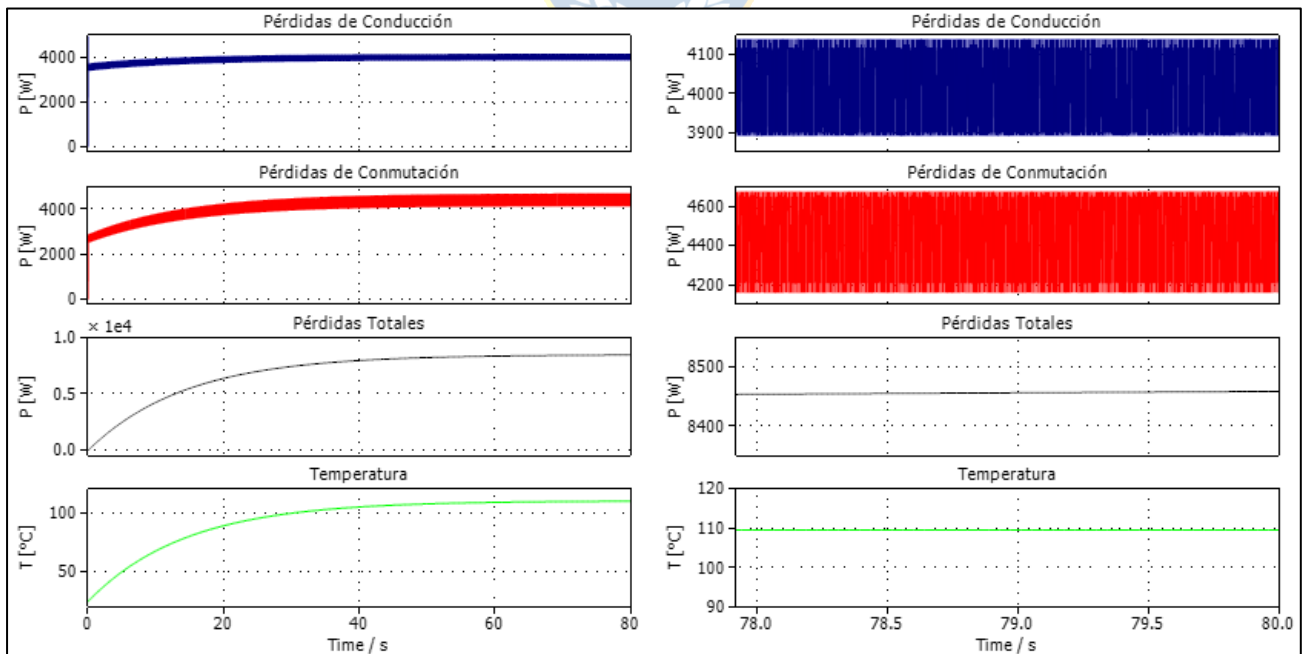 Pérdidas de Conducción
P [W]
4000
2000
0
Pérdidas de Conmutación
P [W]
4000
2000
0
× 1e4
Pérdidas Totales
P [W]
1.0
0.5
0.0
Temperatura
T [ºC]
100
50
0 20 40 60 80
Time / s
Pérdidas de Conducción
P [W]
4100
4000
3900
Pérdidas de Conmutación
P [W]
4600
4400
4200
Pérdidas Totales
P [W]
8500
8400
Temperatura
T [ºC]
120
110
100
90
78.0 78.5 79.0 79.5 80.0
Time / s